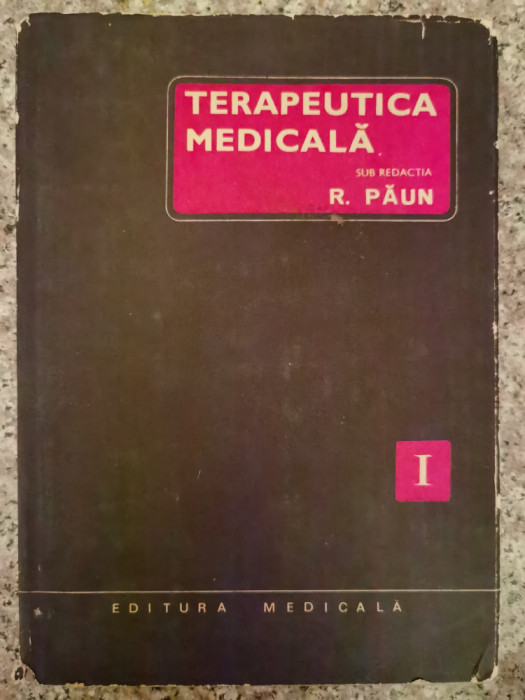 TERAPEUTICA
MEDICALĂ
SUB REDACTIA
R. PĂUN
I
EDITURA MEDICALĂ